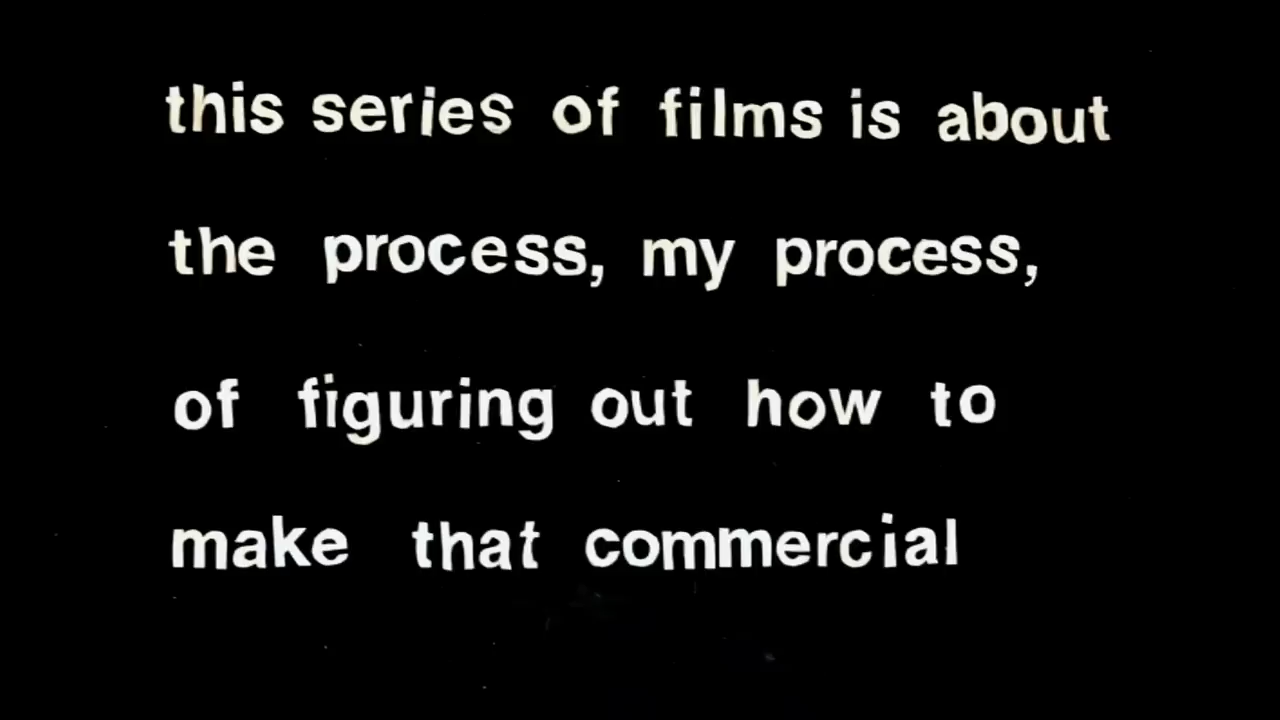 this series of films is about
the process, my process,
of figuring out how to
make that commercial